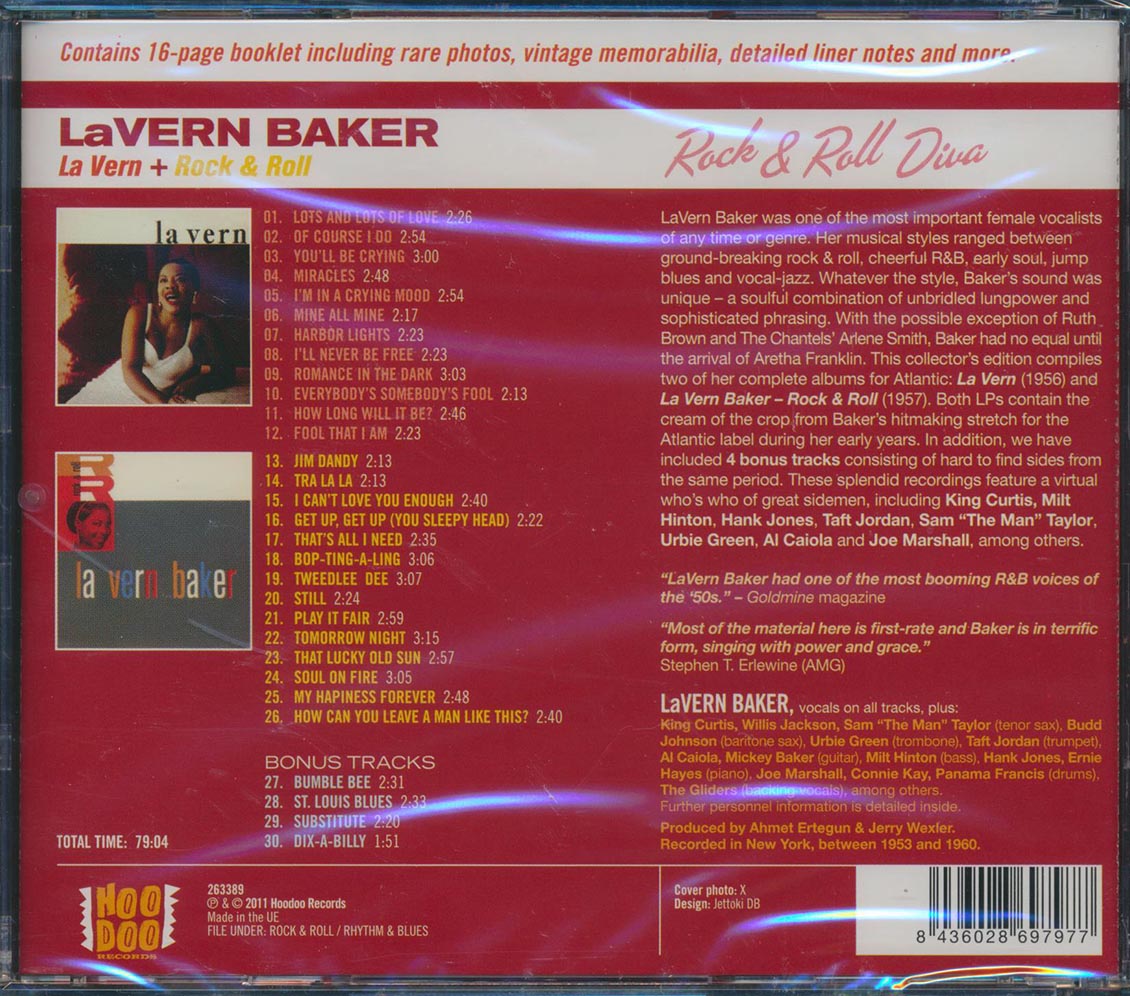 Contains 16-page booklet including rare photos, vintage memorabilia, detailed liner notes and more.
LaVERN BAKER
La Vern + Rock & Roll
Rock & Roll Diva
la vern
01. LOTS AND LOTS OF LOVE 2:26
02. OF COURSE I DO 2:54
03. YOU'LL BE CRYING 3:00
04. MIRACLES 2:48
05. I'M IN A CRYING MOOD 2:54
06. MINE ALL MINE 2:17
07. HARBOR LIGHTS 2:23
08. I'LL NEVER BE FREE 2:23
09. ROMANCE IN THE DARK 3:03
10. EVERYBODY'S SOMEBODY'S FOOL 2:13
11. HOW LONG WILL IT BE? 2:46
12. FOOL THAT I AM 2:23
rock n roll
la vern baker
13. JIM DANDY 2:13
14. TRA LA LA 2:13
15. I CAN'T LOVE YOU ENOUGH 2:40
16. GET UP, GET UP (YOU SLEEPY HEAD) 2:22
17. THAT'S ALL I NEED 2:35
18. BOP-TING-A-LING 3:06
19. TWEEDLEE DEE 3:07
20. STILL 2:24
21. PLAY IT FAIR 2:59
22. TOMORROW NIGHT 3:15
23. THAT LUCKY OLD SUN 2:57
24. SOUL ON FIRE 3:05
25. MY HAPINESS FOREVER 2:48
26. HOW CAN YOU LEAVE A MAN LIKE THIS? 2:40
BONUS TRACKS
27. BUMBLE BEE 2:31
28. ST. LOUIS BLUES 2:33
29. SUBSTITUTE 2:20
30. DIX-A-BILLY 1:51
TOTAL TIME: 79:04
LaVern Baker was one of the most important female vocalists
of any time or genre. Her musical styles ranged between
ground-breaking rock & roll, cheerful R&B, early soul, jump
blues and vocal-jazz. Whatever the style, Baker's sound was
unique – a soulful combination of unbridled lungpower and
sophisticated phrasing. With the possible exception of Ruth
Brown and The Chantels' Arlene Smith, Baker had no equal until
the arrival of Aretha Franklin. This collector's edition compiles
two of her complete albums for Atlantic: La Vern (1956) and
La Vern Baker – Rock & Roll (1957). Both LPs contain the
cream of the crop from Baker's hitmaking stretch for the
Atlantic label during her early years. In addition, we have
included 4 bonus tracks consisting of hard to find sides from
the same period. These splendid recordings feature a virtual
who's who of great sidemen, including King Curtis, Milt
Hinton, Hank Jones, Taft Jordan, Sam “The Man” Taylor,
Urbie Green, Al Caiola and Joe Marshall, among others.
“LaVern Baker had one of the most booming R&B voices of
the '50s.” – Goldmine magazine
“Most of the material here is first-rate and Baker is in terrific
form, singing with power and grace.”
Stephen T. Erlewine (AMG)
LaVERN BAKER, vocals on all tracks, plus:
King Curtis, Willis Jackson, Sam “The Man” Taylor (tenor sax), Budd
Johnson (baritone sax), Urbie Green (trombone), Taft Jordan (trumpet),
Al Caiola, Mickey Baker (guitar), Milt Hinton (bass), Hank Jones, Ernie
Hayes (piano), Joe Marshall, Connie Kay, Panama Francis (drums),
The Gliders (backing vocals), among others.
Further personnel information is detailed inside.
Produced by Ahmet Ertegun & Jerry Wexler.
Recorded in New York, between 1953 and 1960.
HOO
DOO
RECORDS
263389
℗ & © 2011 Hoodoo Records
Made in the UE
FILE UNDER: ROCK & ROLL / RHYTHM & BLUES
Cover photo: X
Design: Jettoki DB
8 436028 697977